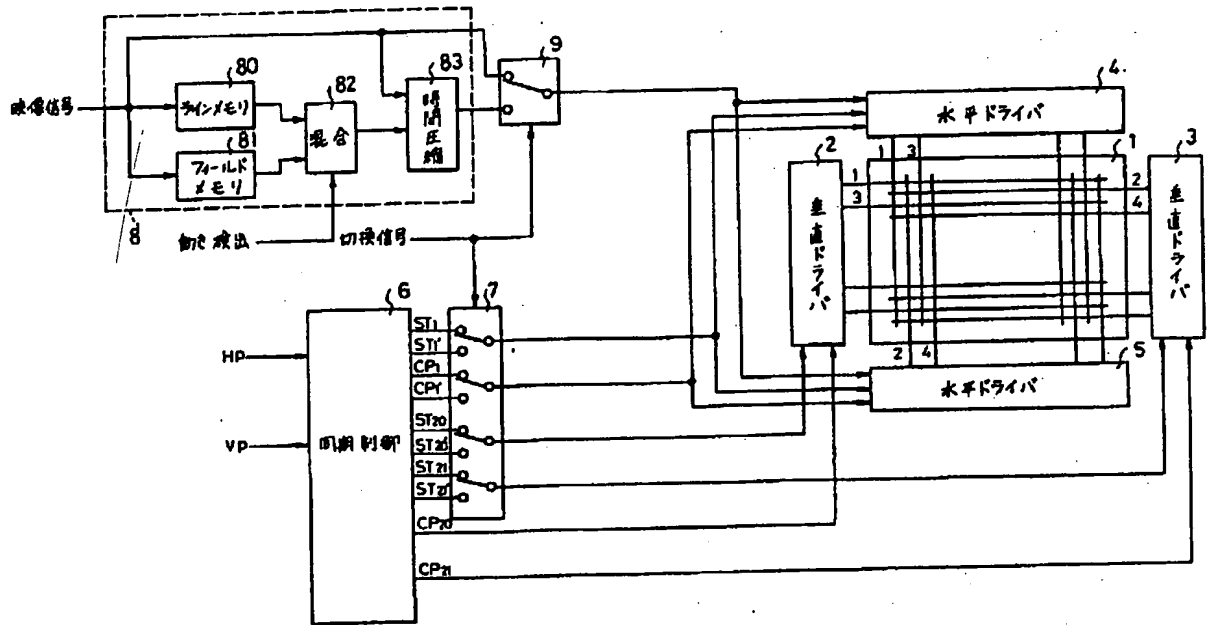 80
ラインメモリ
81
フィールド
メモリ
82
混合
83
時間圧縮
9
映像信号
8
動き検出
切換信号
4
水平ドライバ
1
3
1
2
垂直ドライバ
1
3
2
4
3
垂直ドライバ
2
4
5
水平ドライバ
6
同期制御
HP
VP
7
ST1
ST1'
CP1
CP1'
ST20
ST20'
ST21
ST21'
CP20
CP21